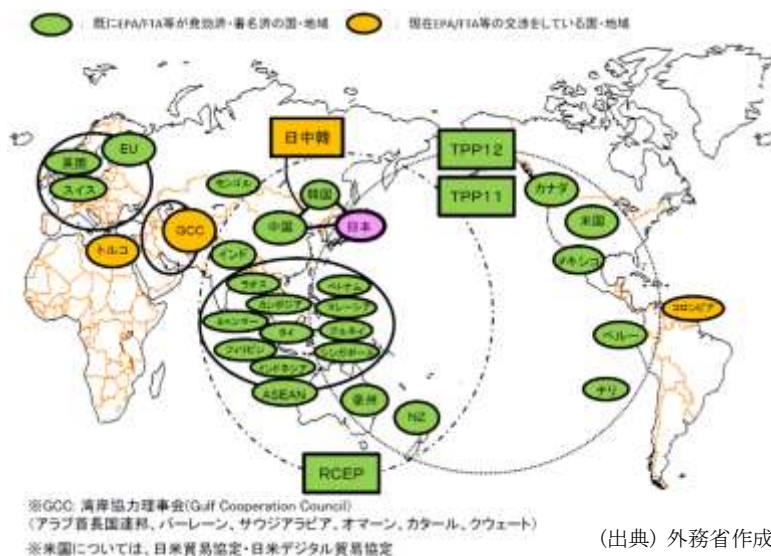 ：既にEPA/FTA等が発効済・署名済の国・地域
：現在EPA/FTA等の交渉をしている国・地域
日中韓
TPP12
EU
英国
スイス
モンゴル
韓国
TPP11
カナダ
米国
中国
日本
GCC
トルコ
インド
メキシコ
ラオス
ベトナム
カンボジア
マレーシア
コロンビア
ミャンマー
タイ
ブルネイ
ペルー
フィリピン
シンガポール
インドネシア
ASEAN
豪州
チリ
NZ
RCEP
※GCC: 湾岸協力理事会(Gulf Cooperation Council)
(アラブ首長国連邦、バーレーン、サウジアラビア、オマーン、カタール、クウェート)
※米国については、日米貿易協定・日米デジタル貿易協定
(出典) 外務省作成